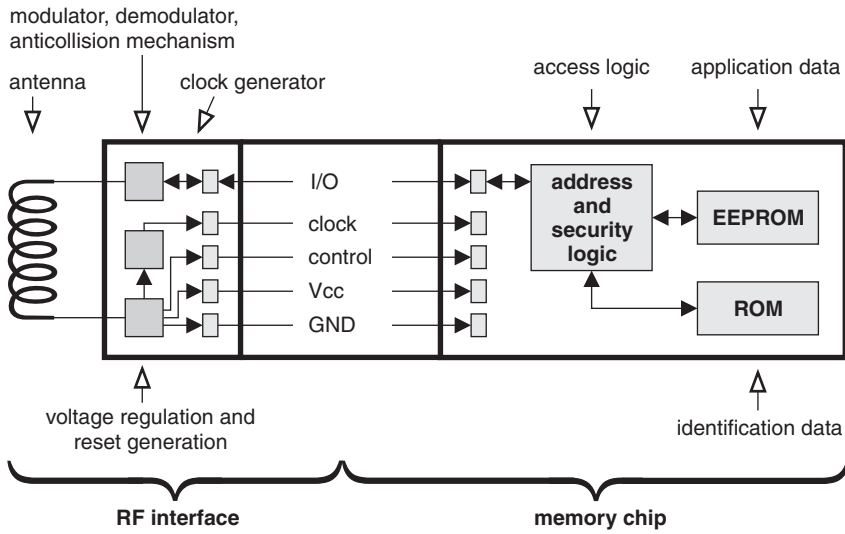 modulator, demodulator,
anticollision mechanism
antenna
clock generator
access logic
application data
I/O
clock
control
Vcc
GND
address
and
security
logic
EEPROM
ROM
voltage regulation and
reset generation
identification data
RF interface
memory chip